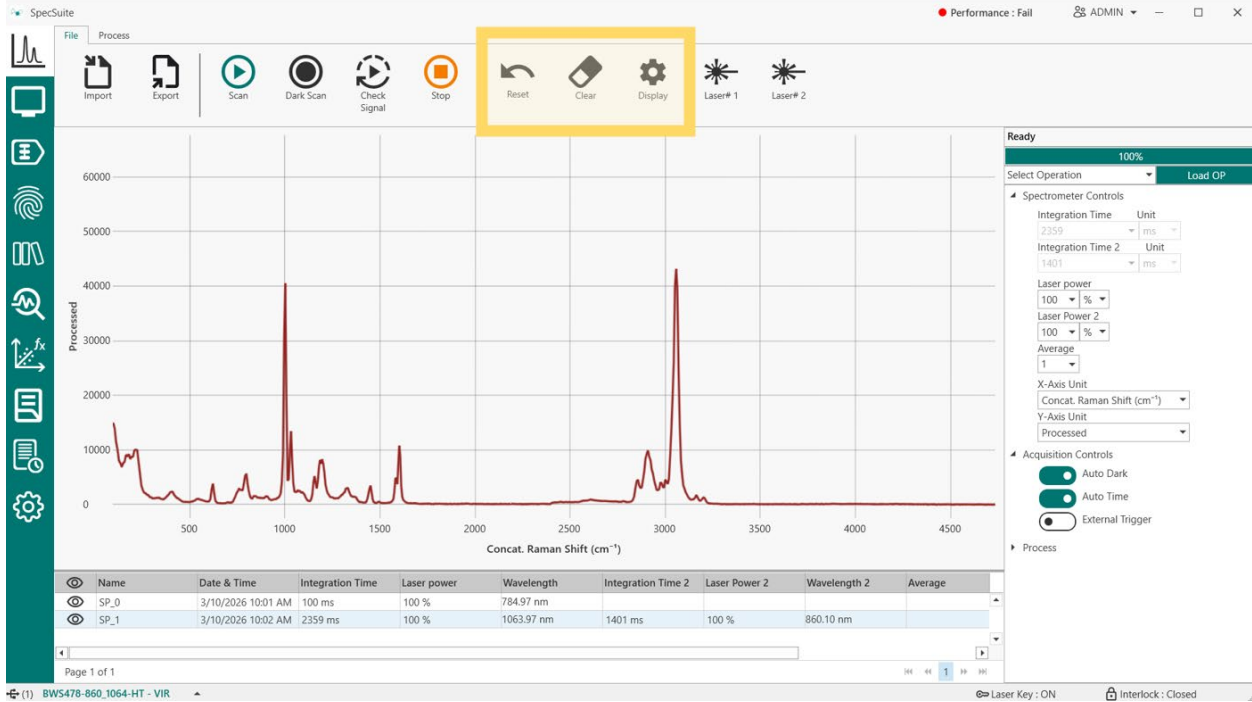 SpecSuite
Performance : Fail
ADMIN
File
Process
Import
Export
Scan
Dark Scan
Check
Signal
Stop
Reset
Clear
Display
Laser# 1
Laser# 2
60000
50000
40000
30000
20000
10000
0
Processed
500
1000
1500
2000
2500
3000
3500
4000
4500
Concat. Raman Shift (cm⁻¹)
Ready
100%
Select Operation
Load OP
Spectrometer Controls
Integration Time Unit
2359 ms
Integration Time 2 Unit
1401 ms
Laser power
100 %
Laser Power 2
100 %
Average
1
X-Axis Unit
Concat. Raman Shift (cm⁻¹)
Y-Axis Unit
Processed
Acquisition Controls
Auto Dark
Auto Time
External Trigger
Process
Name Date & Time Integration Time Laser power Wavelength Integration Time 2 Laser Power 2 Wavelength 2 Average
SP_0 3/10/2026 10:01 AM 100 ms 100 % 784.97 nm
SP_1 3/10/2026 10:02 AM 2359 ms 100 % 1063.97 nm 1401 ms 100 % 860.10 nm
Page 1 of 1
1
(1) BWS478-860_1064-HT - VIR
Laser Key : ON
Interlock : Closed